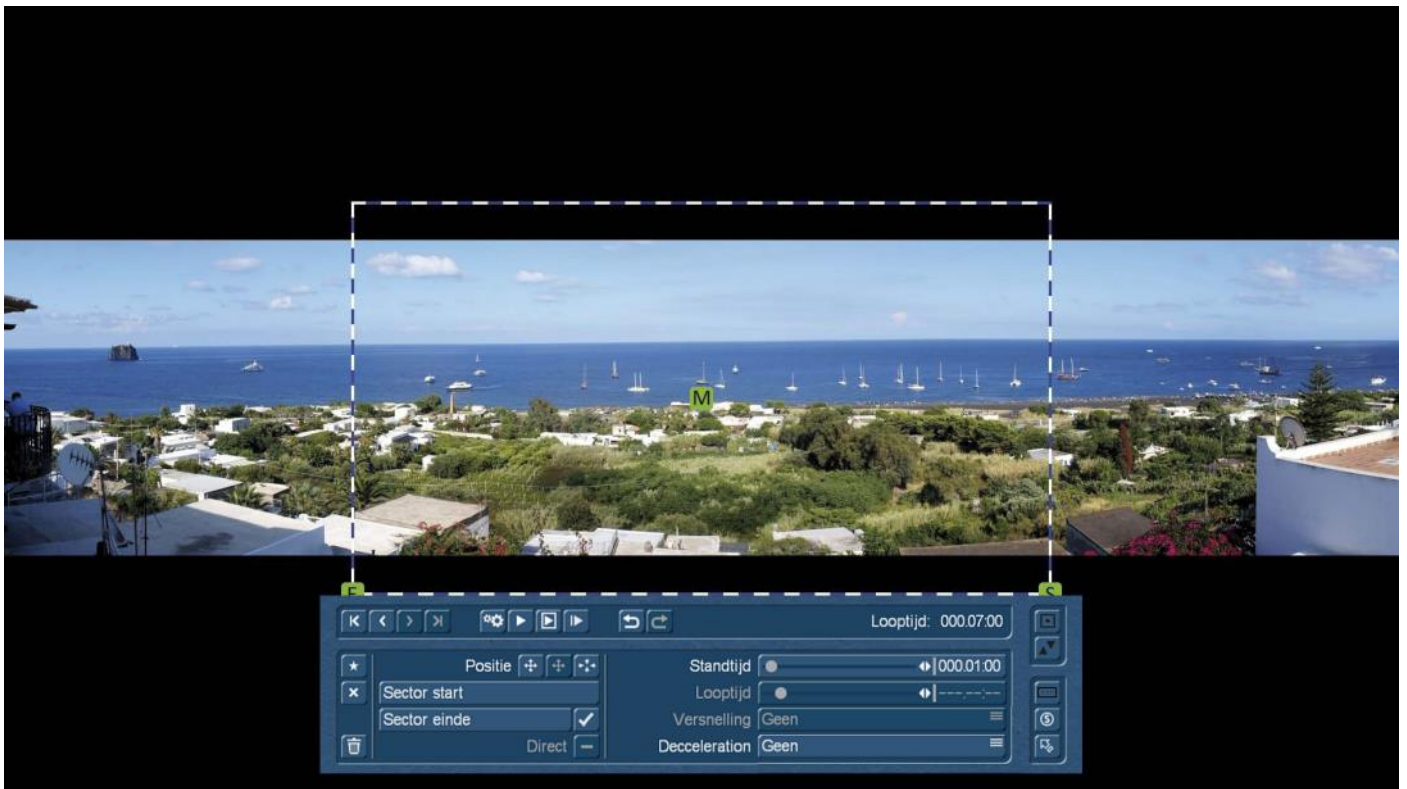 M
S
Looptijd: 000.07:00
Positie
Standtijd 000.01:00
Sector start
Looptijd ---.--:--
Sector einde
Versnelling Geen
Direct
Decceleration Geen